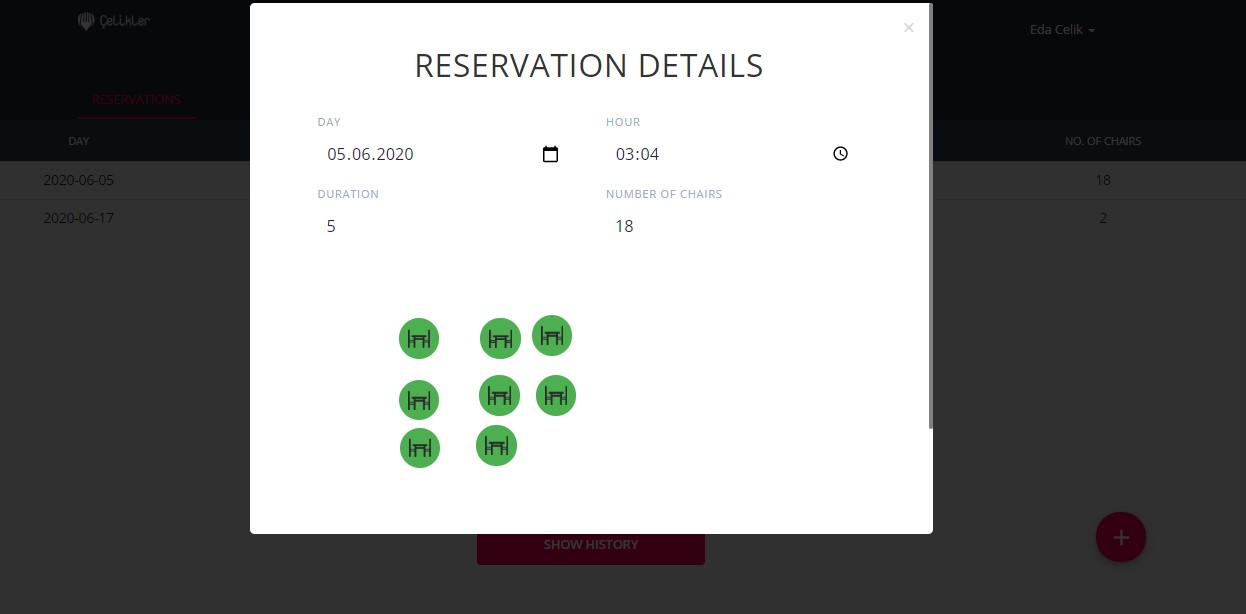 Çelikler
Eda Celik
RESERVATIONS
RESERVATION DETAILS
×
DAY
HOUR
05.06.2020
03:04
DURATION
NUMBER OF CHAIRS
5
18
DAY
NO. OF CHAIRS
2020-06-05
18
2020-06-17
2
SHOW HISTORY
+